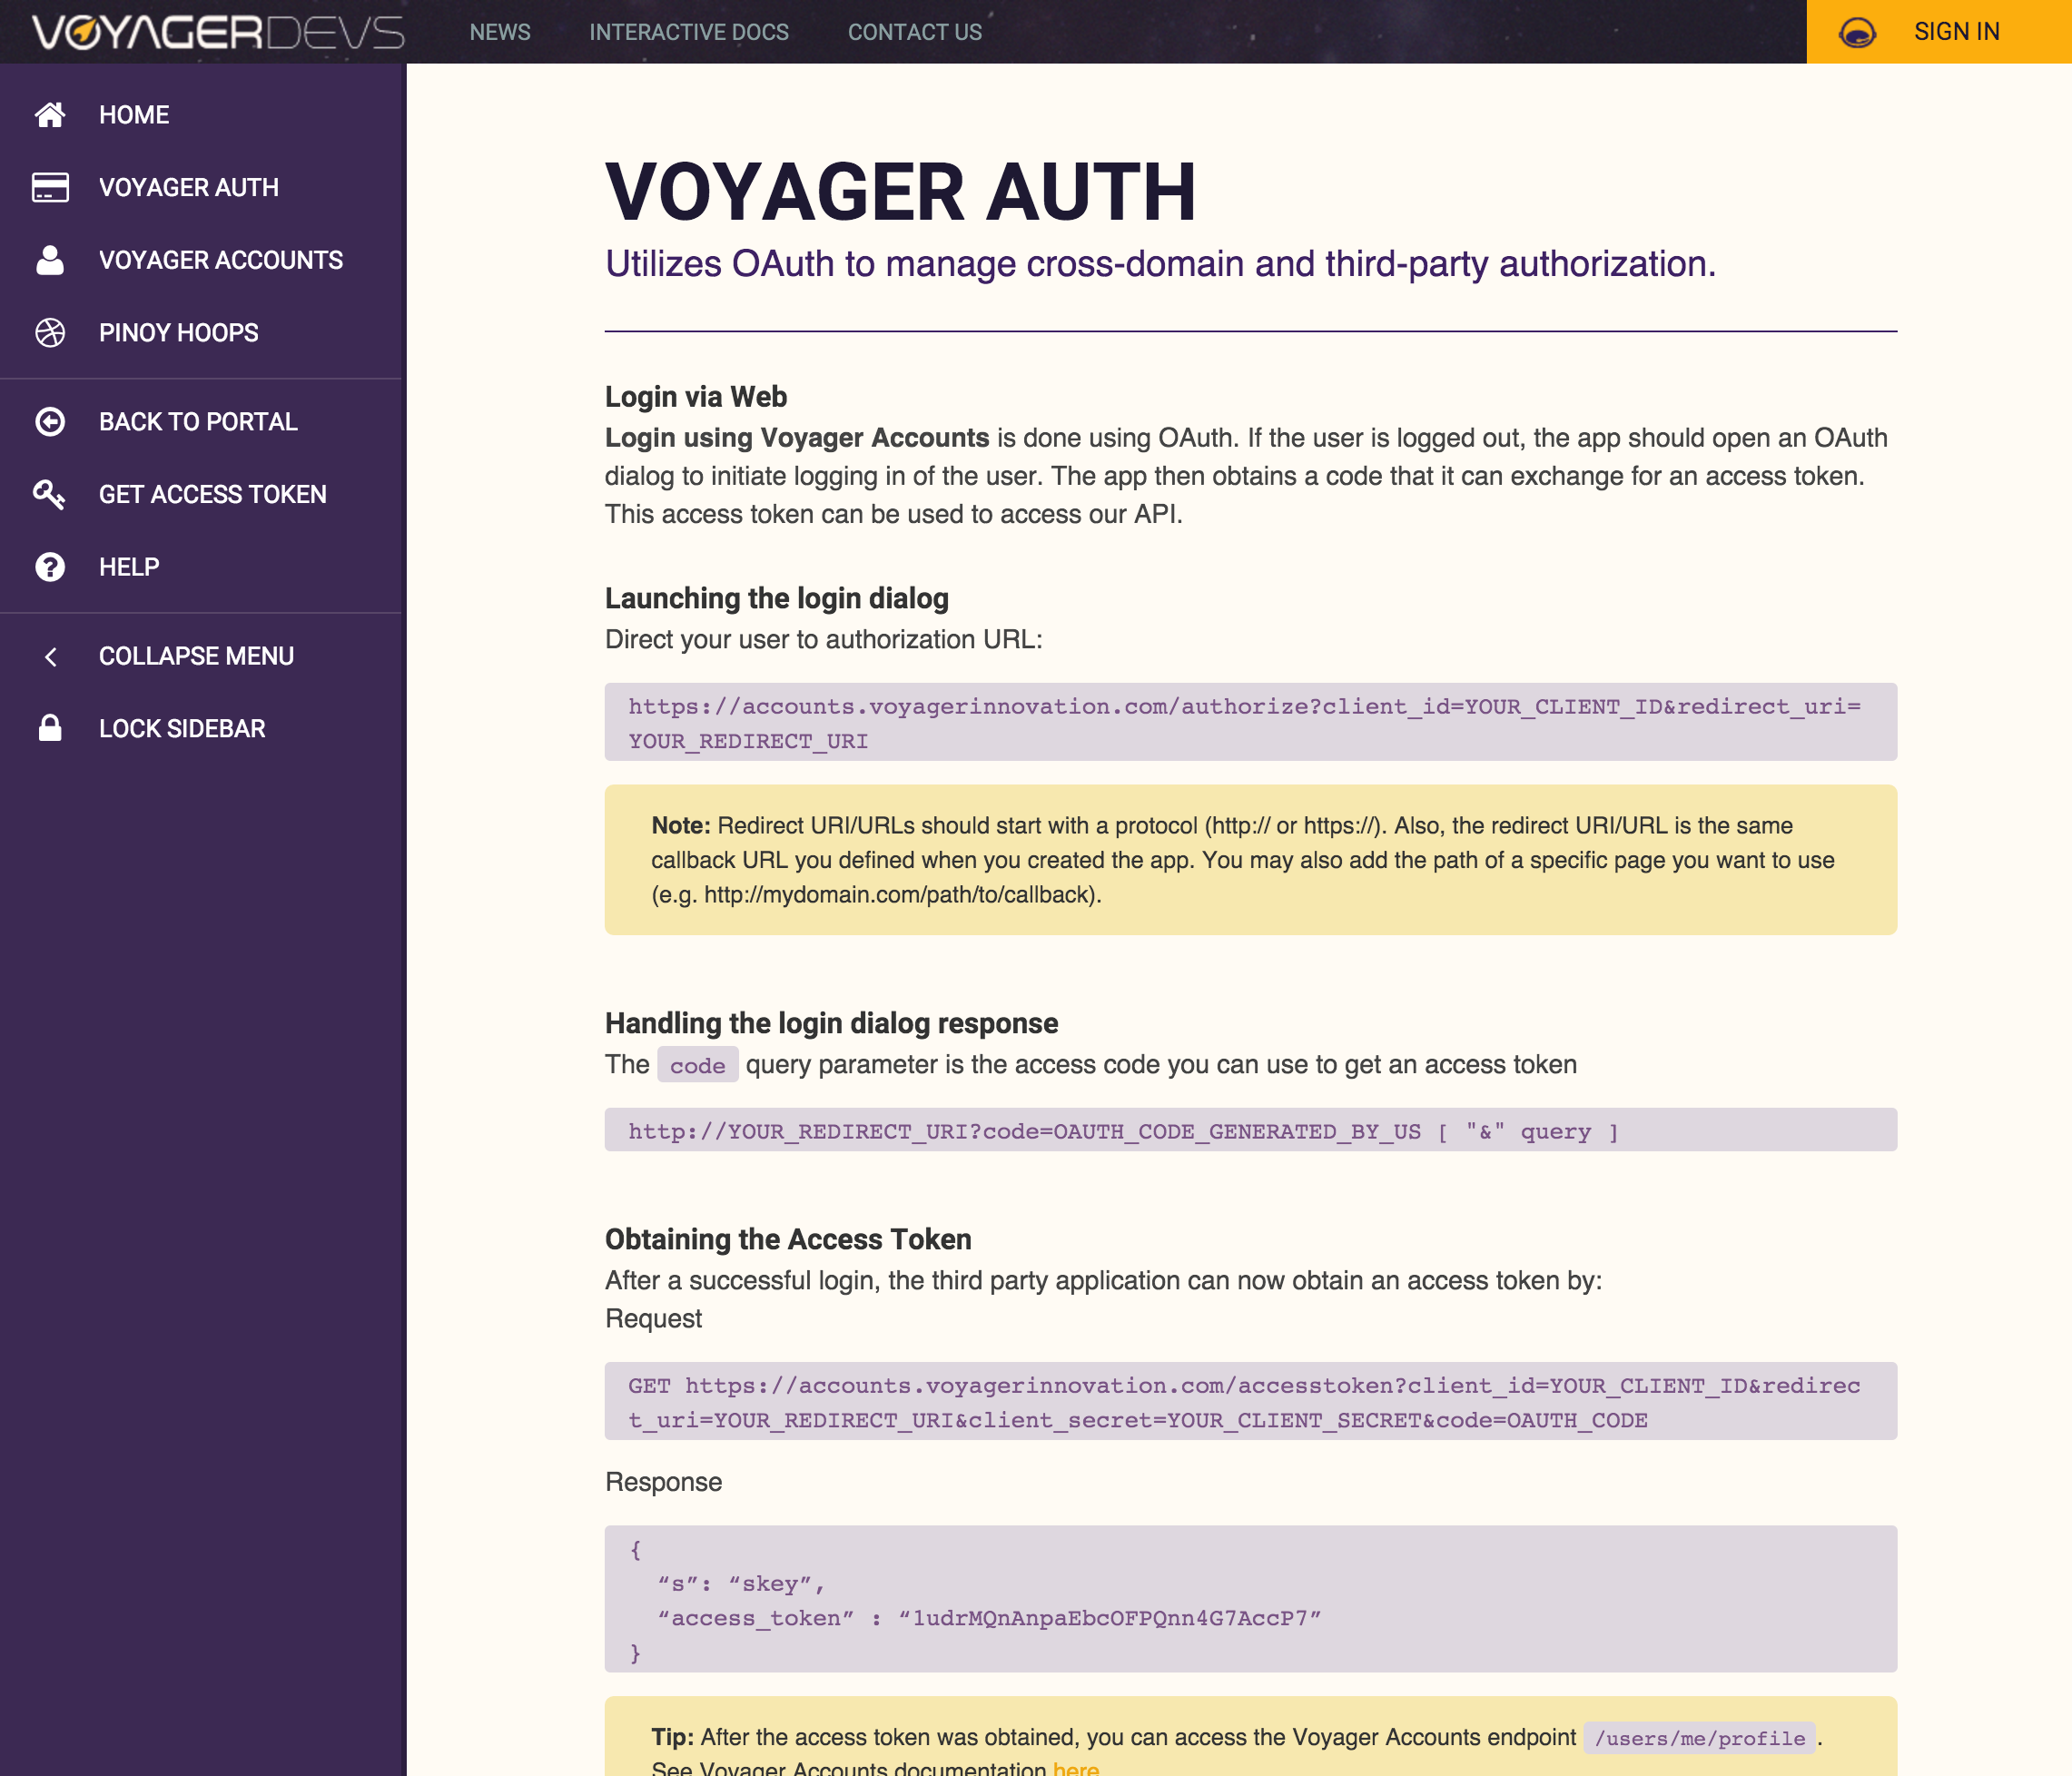 VOYAGERDEVS
NEWS
INTERACTIVE DOCS
CONTACT US
SIGN IN
HOME
VOYAGER AUTH
VOYAGER ACCOUNTS
PINOY HOOPS
BACK TO PORTAL
GET ACCESS TOKEN
HELP
COLLAPSE MENU
LOCK SIDEBAR
VOYAGER AUTH
Utilizes OAuth to manage cross-domain and third-party authorization.
Login via Web
Login using Voyager Accounts is done using OAuth. If the user is logged out, the app should open an OAuth
dialog to initiate logging in of the user. The app then obtains a code that it can exchange for an access token.
This access token can be used to access our API.
Launching the login dialog
Direct your user to authorization URL:
https://accounts.voyagerinnovation.com/authorize?client_id=YOUR_CLIENT_ID&redirect_uri=
YOUR_REDIRECT_URI
Note: Redirect URI/URLs should start with a protocol (http:// or https://). Also, the redirect URI/URL is the same
callback URL you defined when you created the app. You may also add the path of a specific page you want to use
(e.g. http://mydomain.com/path/to/callback).
Handling the login dialog response
The code query parameter is the access code you can use to get an access token
http://YOUR_REDIRECT_URI?code=OAUTH_CODE_GENERATED_BY_US [ "&" query ]
Obtaining the Access Token
After a successful login, the third party application can now obtain an access token by:
Request
GET https://accounts.voyagerinnovation.com/accesstoken?client_id=YOUR_CLIENT_ID&redirec
t_uri=YOUR_REDIRECT_URI&client_secret=YOUR_CLIENT_SECRET&code=OAUTH_CODE
Response
{
“s”: “skey”,
“access_token” : “1udrMQnAnpaEbcOFPQnn4G7AccP7”
}
Tip: After the access token was obtained, you can access the Voyager Accounts endpoint /users/me/profile.
See Voyager Accounts documentation here